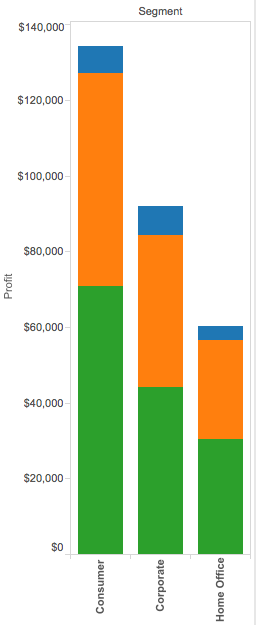 Segment
$140,000
$120,000
$100,000
$80,000
$60,000
$40,000
$20,000
$0
Profit
Consumer
Corporate
Home Office